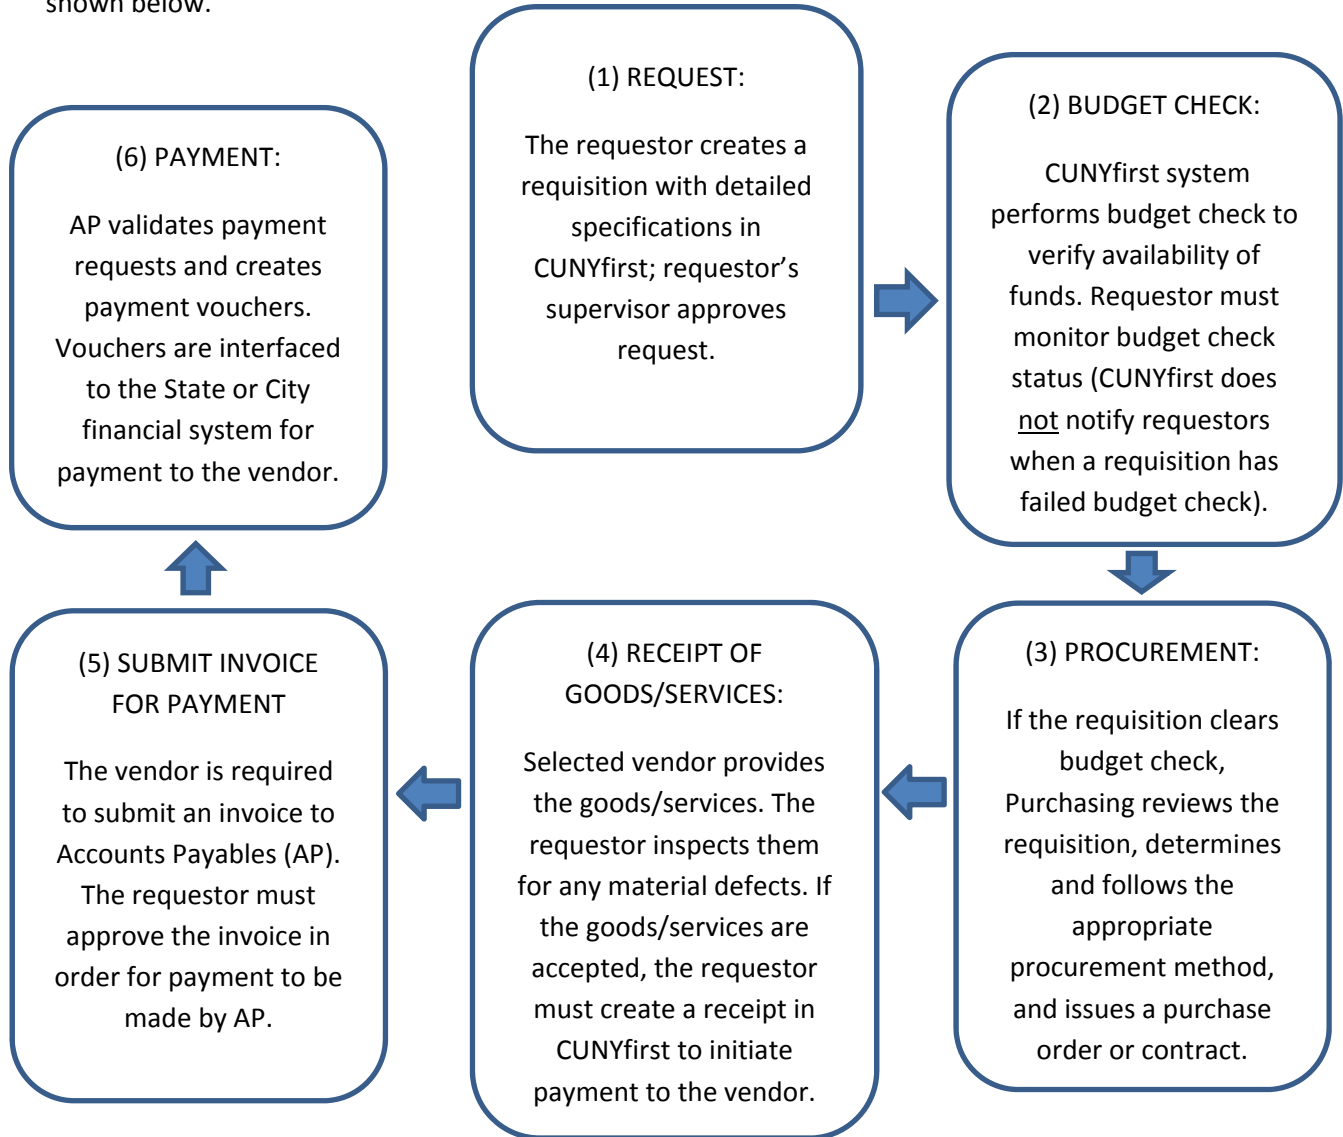 shown below.
(1) REQUEST:
The requestor creates a
requisition with detailed
specifications in
CUNYfirst; requestor’s
supervisor approves
request.
(2) BUDGET CHECK:
CUNYfirst system
performs budget check to
verify availability of
funds. Requestor must
monitor budget check
status (CUNYfirst does
not notify requestors
when a requisition has
failed budget check).
(3) PROCUREMENT:
If the requisition clears
budget check,
Purchasing reviews the
requisition, determines
and follows the
appropriate
procurement method,
and issues a purchase
order or contract.
(4) RECEIPT OF
GOODS/SERVICES:
Selected vendor provides
the goods/services. The
requestor inspects them
for any material defects. If
the goods/services are
accepted, the requestor
must create a receipt in
CUNYfirst to initiate
payment to the vendor.
(5) SUBMIT INVOICE
FOR PAYMENT
The vendor is required
to submit an invoice to
Accounts Payables (AP).
The requestor must
approve the invoice in
order for payment to be
made by AP.
(6) PAYMENT:
AP validates payment
requests and creates
payment vouchers.
Vouchers are interfaced
to the State or City
financial system for
payment to the vendor.